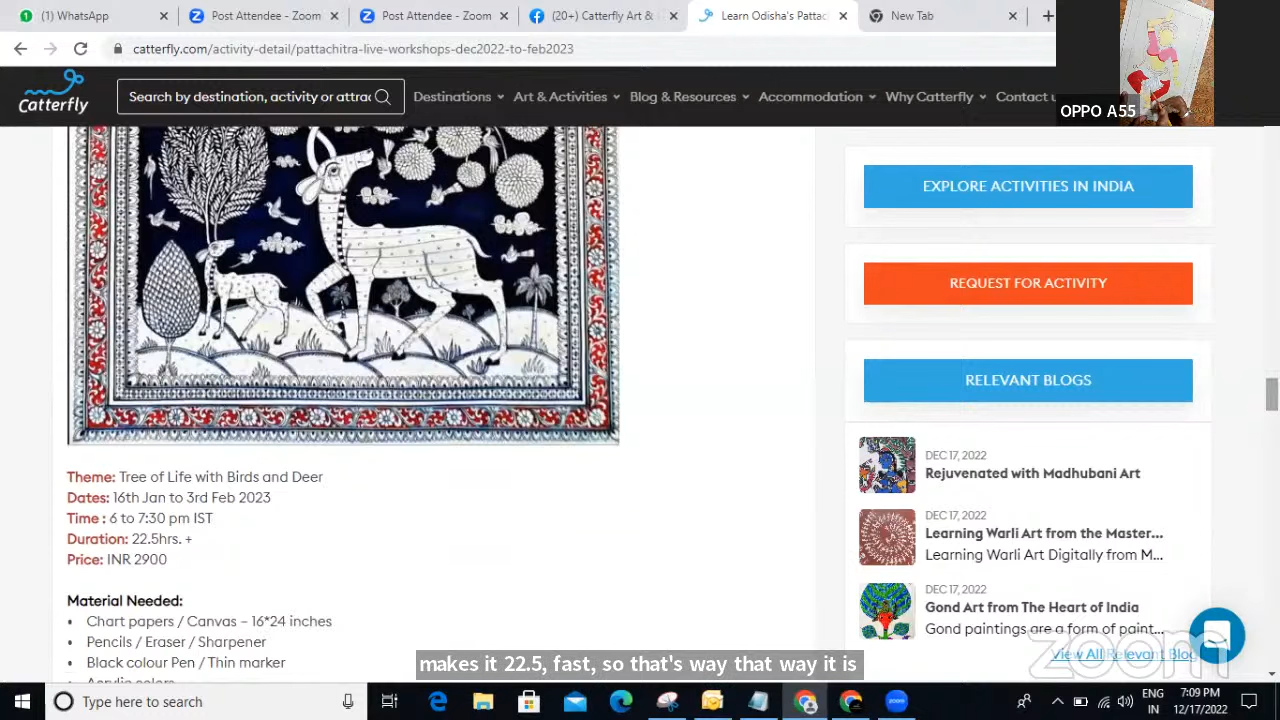 (1) WhatsApp
Post Attendee - Zoom
Post Attendee - Zoom
(20+) Catterfly Art &
Learn Odisha's Pattac
New Tab
catterfly.com/activity-detail/pattachitra-live-workshops-dec2022-to-feb2023
OPPO A55
Catterfly
Search by destination, activity or attrac
Destinations
Art & Activities
Blog & Resources
Accommodation
Why Catterfly
Contact u
EXPLORE ACTIVITIES IN INDIA
REQUEST FOR ACTIVITY
RELEVANT BLOGS
DEC 17, 2022
Rejuvenated with Madhubani Art
DEC 17, 2022
Learning Warli Art from the Master...
Learning Warli Art Digitally from M...
DEC 17, 2022
Gond Art from The Heart of India
Gond paintings are a form of paint...
View All Relevant Blog
zoom
Theme: Tree of Life with Birds and Deer
Dates: 16th Jan to 3rd Feb 2023
Time : 6 to 7:30 pm IST
Duration: 22.5hrs. +
Price: INR 2900
Material Needed:
• Chart papers / Canvas – 16*24 inches
• Pencils / Eraser / Sharpener
• Black colour Pen / Thin marker
makes it 22.5, fast, so that's way that way it is
Type here to search
ENG
IN
7:09 PM
12/17/2022